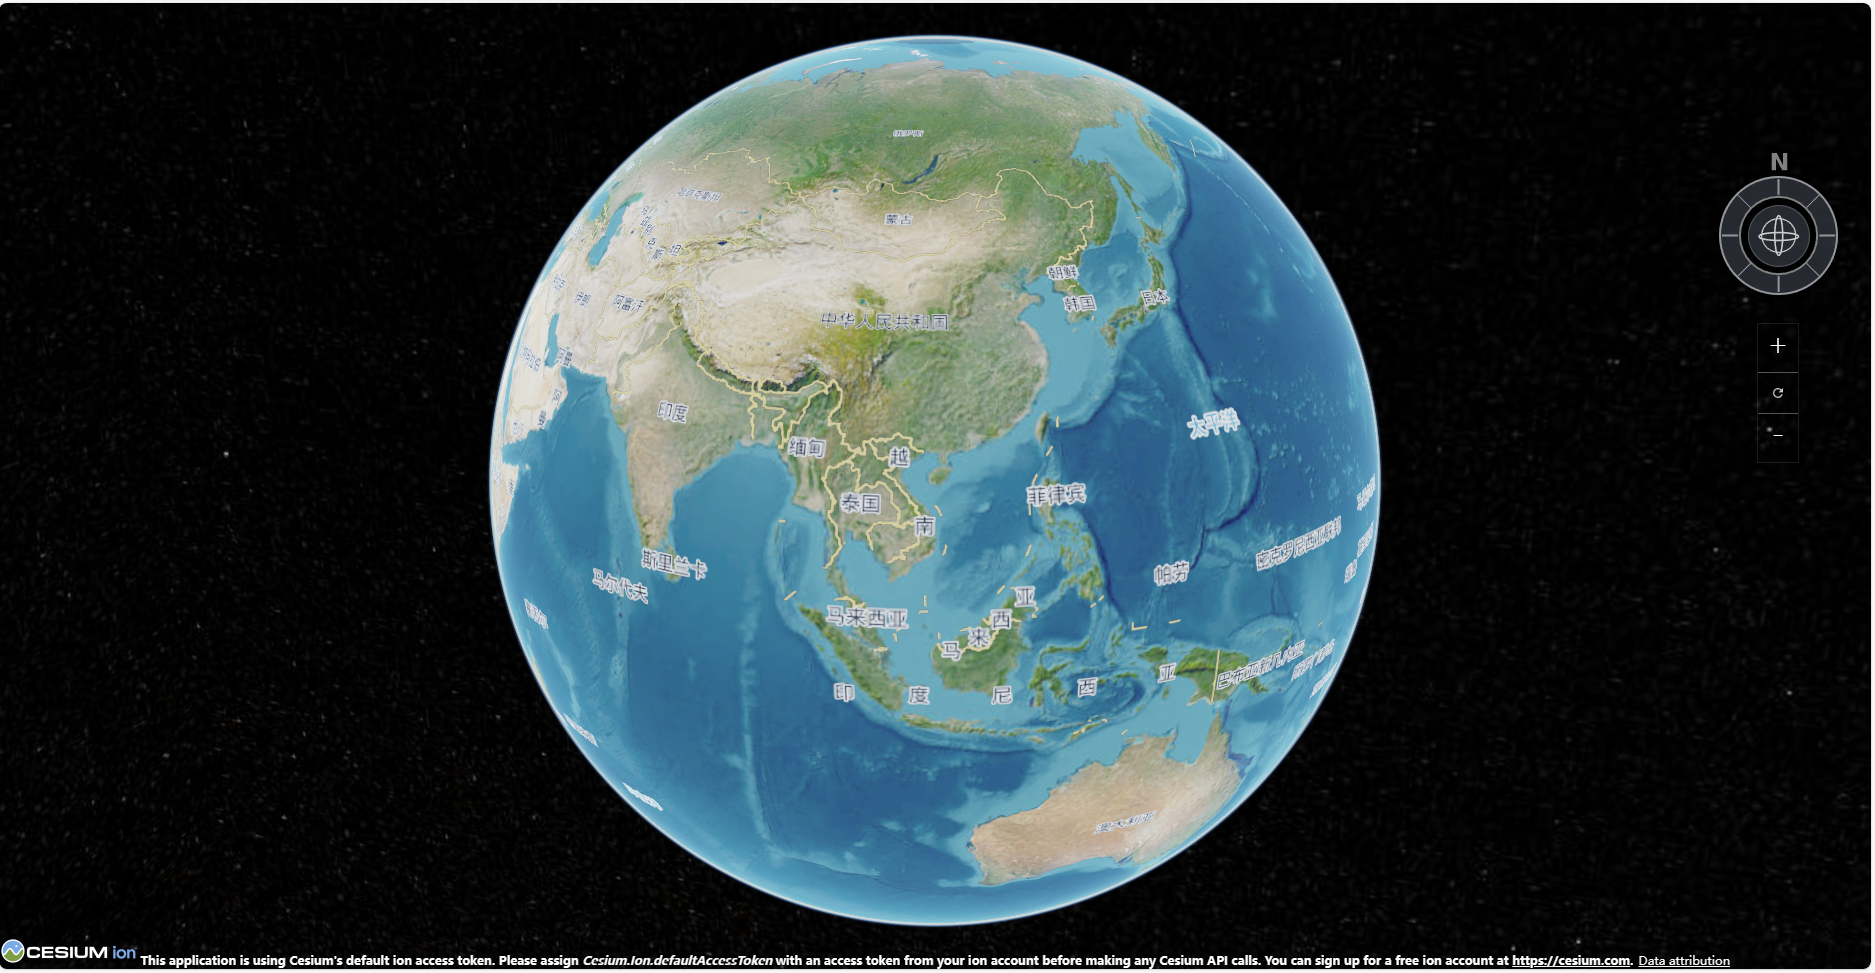 N
俄罗斯
哈萨克斯坦
蒙古
朝鲜
韩国
日本
阿富汗
中华人民共和国
印度
太平洋
缅甸
越
南
泰国
菲律宾
斯里兰卡
马尔代夫
密克罗尼西亚联邦
帕劳
马来西亚
马 来 西 亚
印 度 尼 西 亚
巴布亚新几内亚
澳大利亚
CESIUM ion
This application is using Cesium's default ion access token. Please assign Cesium.Ion.defaultAccessToken with an access token from your ion account before making any Cesium API calls. You can sign up for a free ion account at https://cesium.com. Data attribution